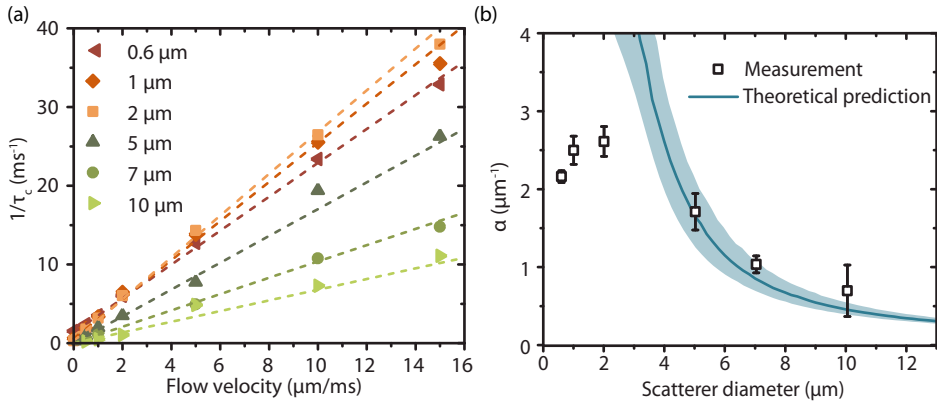 (a)
40
30
20
10
0
1/τc (ms⁻¹)
0.6 µm
1 µm
2 µm
5 µm
7 µm
10 µm
0 2 4 6 8 10 12 14 16
Flow velocity (µm/ms)
(b)
4
3
2
1
0
α (µm⁻¹)
Measurement
Theoretical prediction
0 2 4 6 8 10 12
Scatterer diameter (µm)